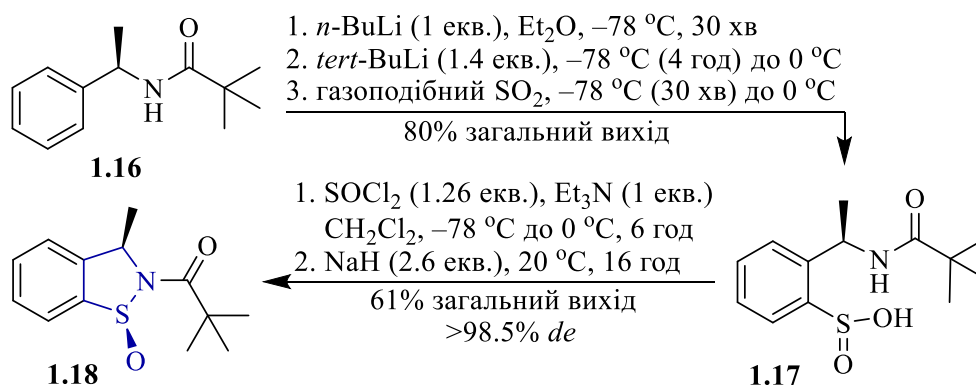 1. n-BuLi (1 екв.), Et2O, –78 °C, 30 хв
2. tert-BuLi (1.4 екв.), –78 °C (4 год) до 0 °C
3. газоподібний SO2, –78 °C (30 хв) до 0 °C
80% загальний вихід
O
N
H
1.16
1. SOCl2 (1.26 екв.), Et3N (1 екв.)
CH2Cl2, –78 °C до 0 °C, 6 год
2. NaH (2.6 екв.), 20 °C, 16 год
61% загальний вихід
>98.5% de
O
N
S
O
1.18
O
N
H
S
OH
O
1.17